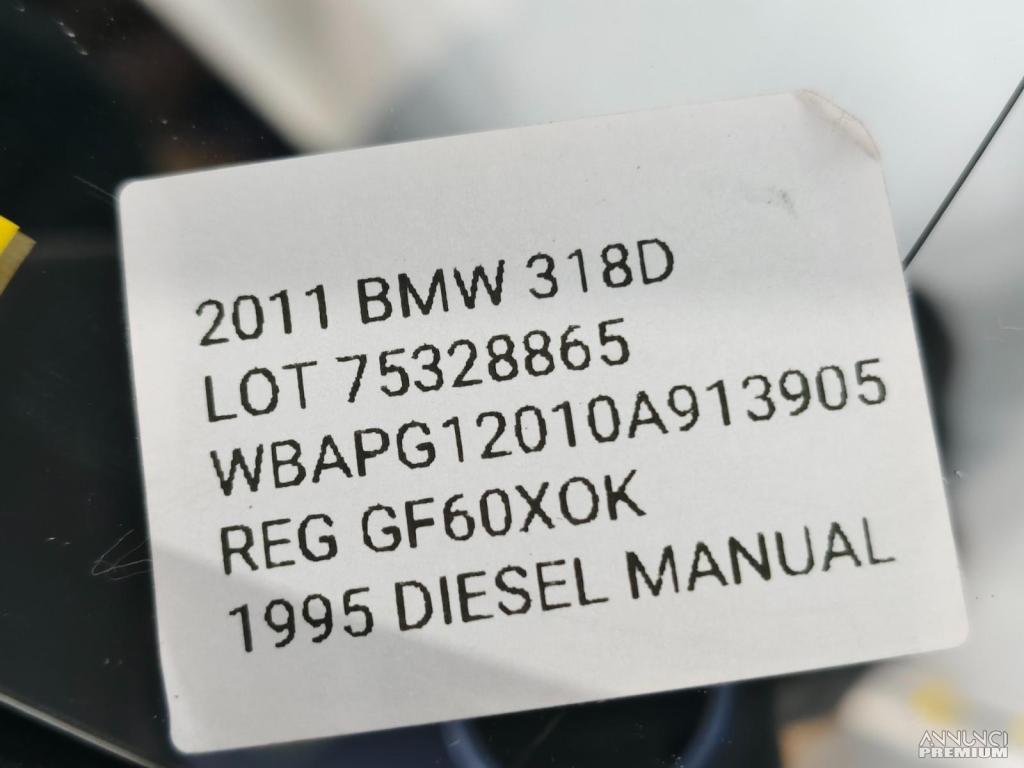 2011 BMW 318D
LOT 75328865
WBAPG12010A913905
REG GF60XOK
1995 DIESEL MANUAL
ANNUNCI
PREMIUM